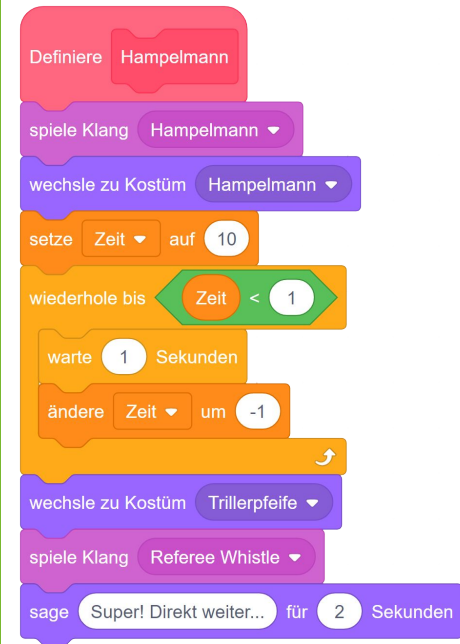 Definiere Hampelmann
spiele Klang Hampelmann
wechsle zu Kostüm Hampelmann
setze Zeit auf 10
wiederhole bis Zeit < 1
warte 1 Sekunden
ändere Zeit um -1
wechsle zu Kostüm Trillerpfeife
spiele Klang Referee Whistle
sage Super! Direkt weiter... für 2 Sekunden